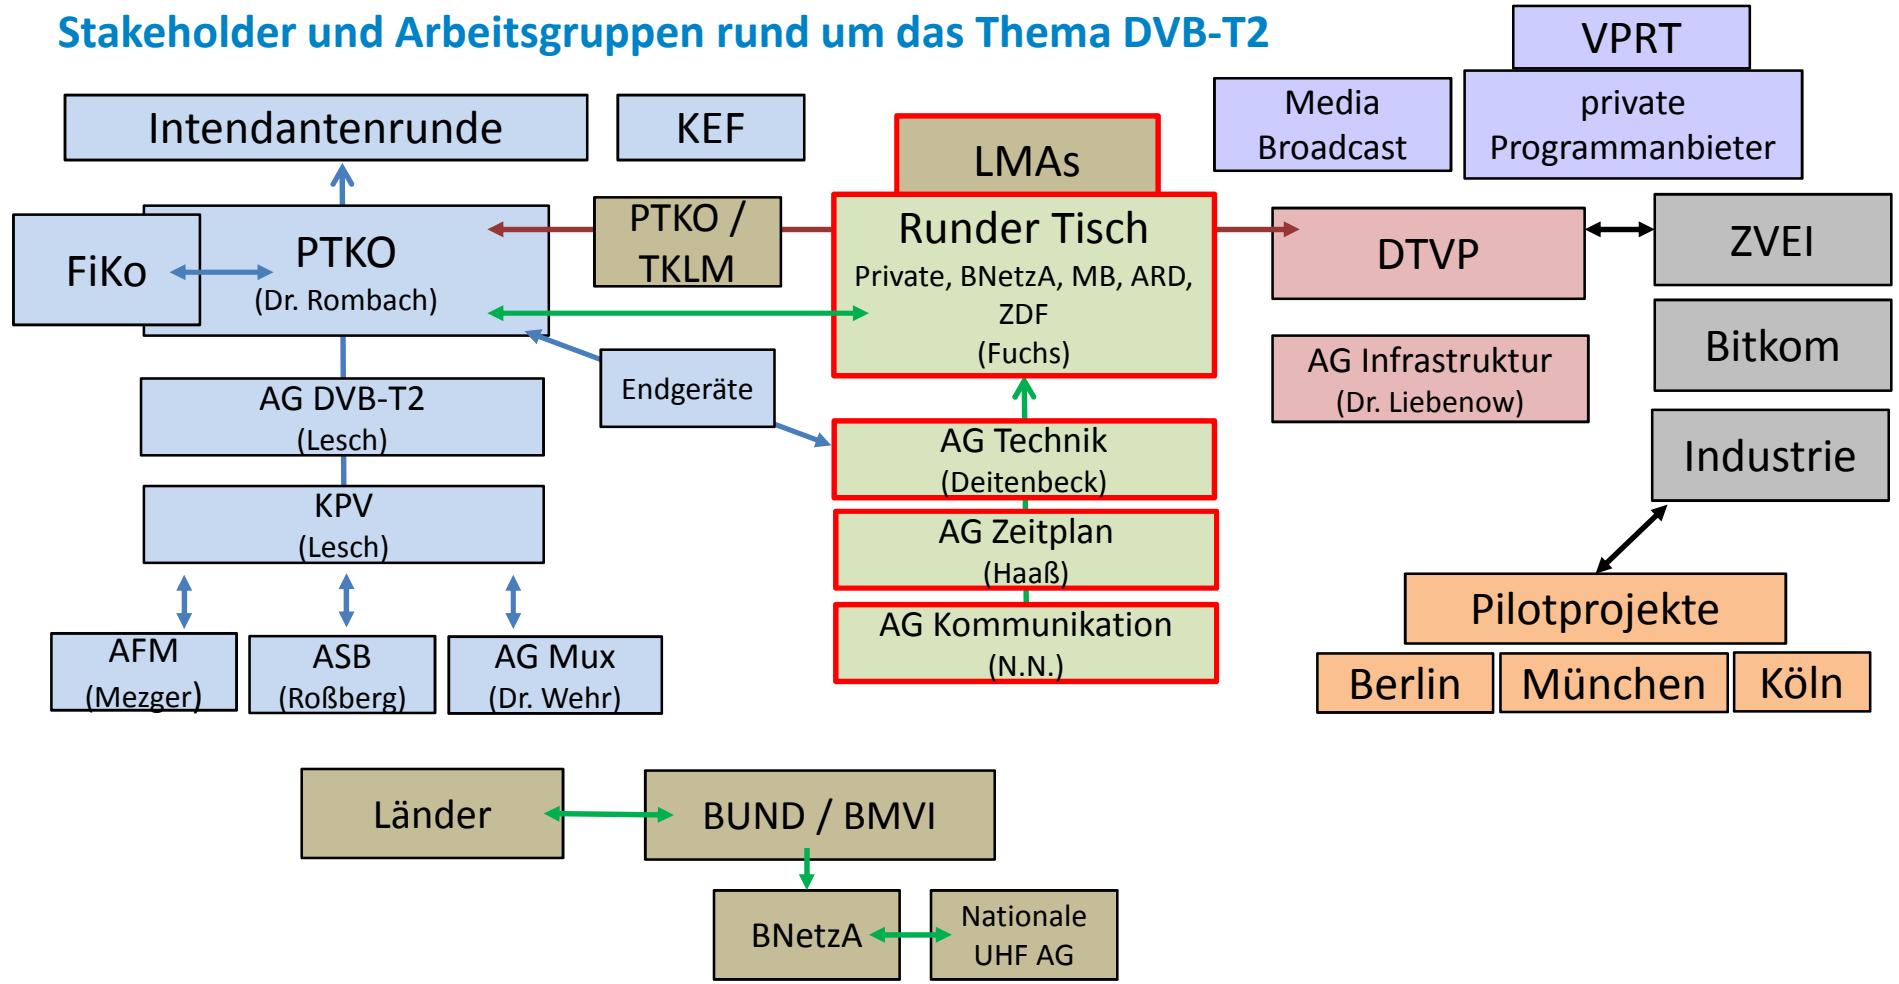 Stakeholder und Arbeitsgruppen rund um das Thema DVB-T2
VPRT
Media
Broadcast
private
Programmanbieter
Intendantenrunde
KEF
LMAs
FiKo
PTKO
(Dr. Rombach)
PTKO /
TKLM
Runder Tisch
Private, BNetzA, MB, ARD,
ZDF
(Fuchs)
DTVP
ZVEI
Bitkom
Industrie
AG Infrastruktur
(Dr. Liebenow)
Endgeräte
AG DVB-T2
(Lesch)
KPV
(Lesch)
AG Technik
(Deitenbeck)
AG Zeitplan
(Haaß)
AG Kommunikation
(N.N.)
AFM
(Mezger)
ASB
(Roßberg)
AG Mux
(Dr. Wehr)
Pilotprojekte
Berlin
München
Köln
Länder
BUND / BMVI
BNetzA
Nationale
UHF AG